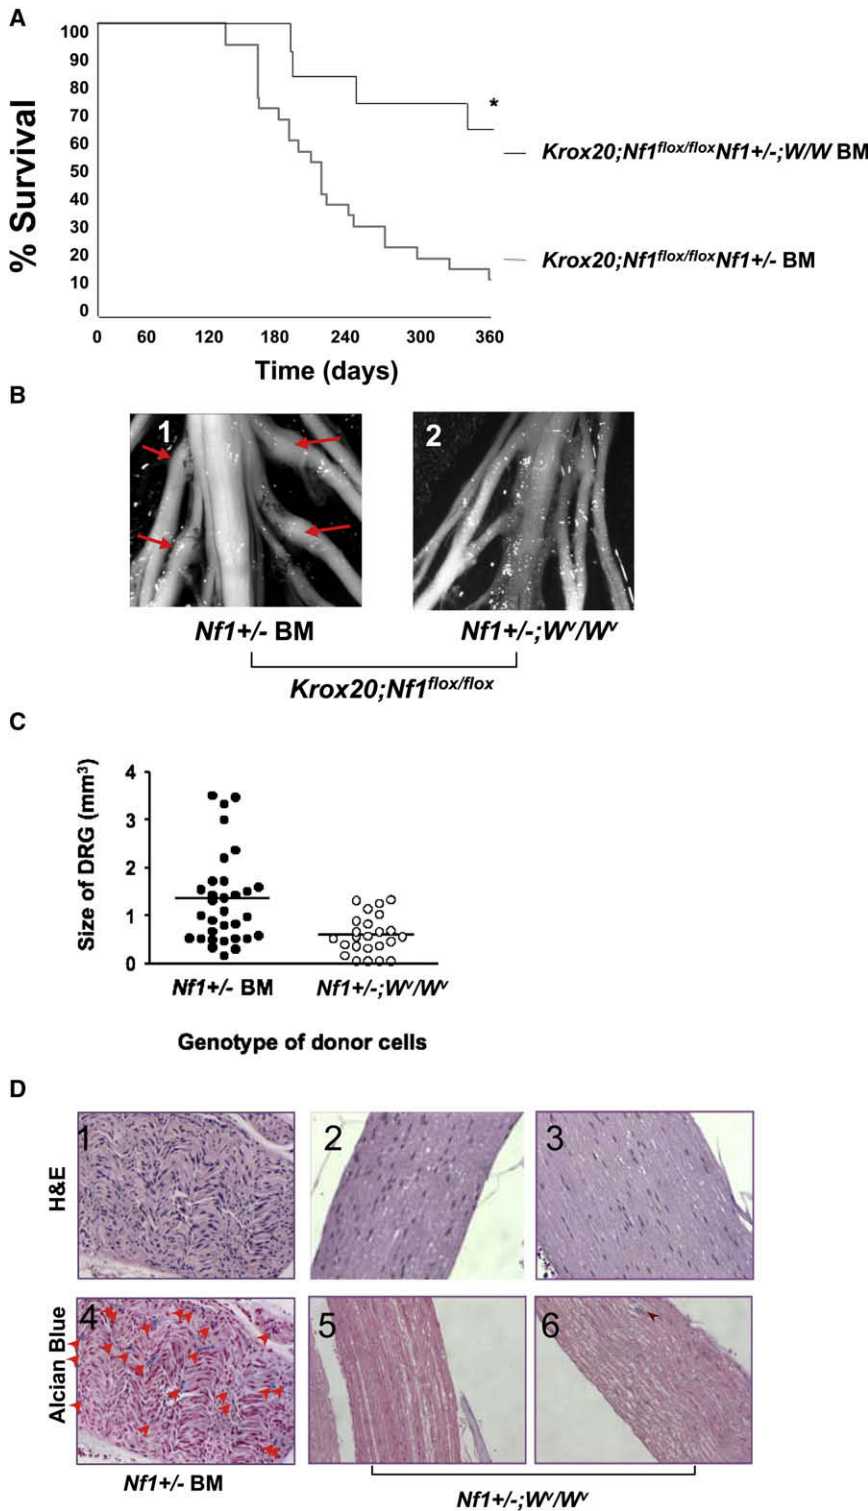 A
% Survival
100
90
80
70
60
50
40
30
20
10
0
0 60 120 180 240 300 360
Time (days)
*
Krox20;Nf1flox/floxNf1+/-;W/W BM
Krox20;Nf1flox/floxNf1+/- BM
B
1
2
Nf1+/- BM
Nf1+/-;Wv/Wv
Krox20;Nf1flox/flox
C
Size of DRG (mm3)
4
3
2
1
0
Nf1+/- BM
Nf1+/-;Wv/Wv
Genotype of donor cells
D
H&E
1
2
3
Alcian Blue
4
5
6
Nf1+/- BM
Nf1+/-;Wv/Wv